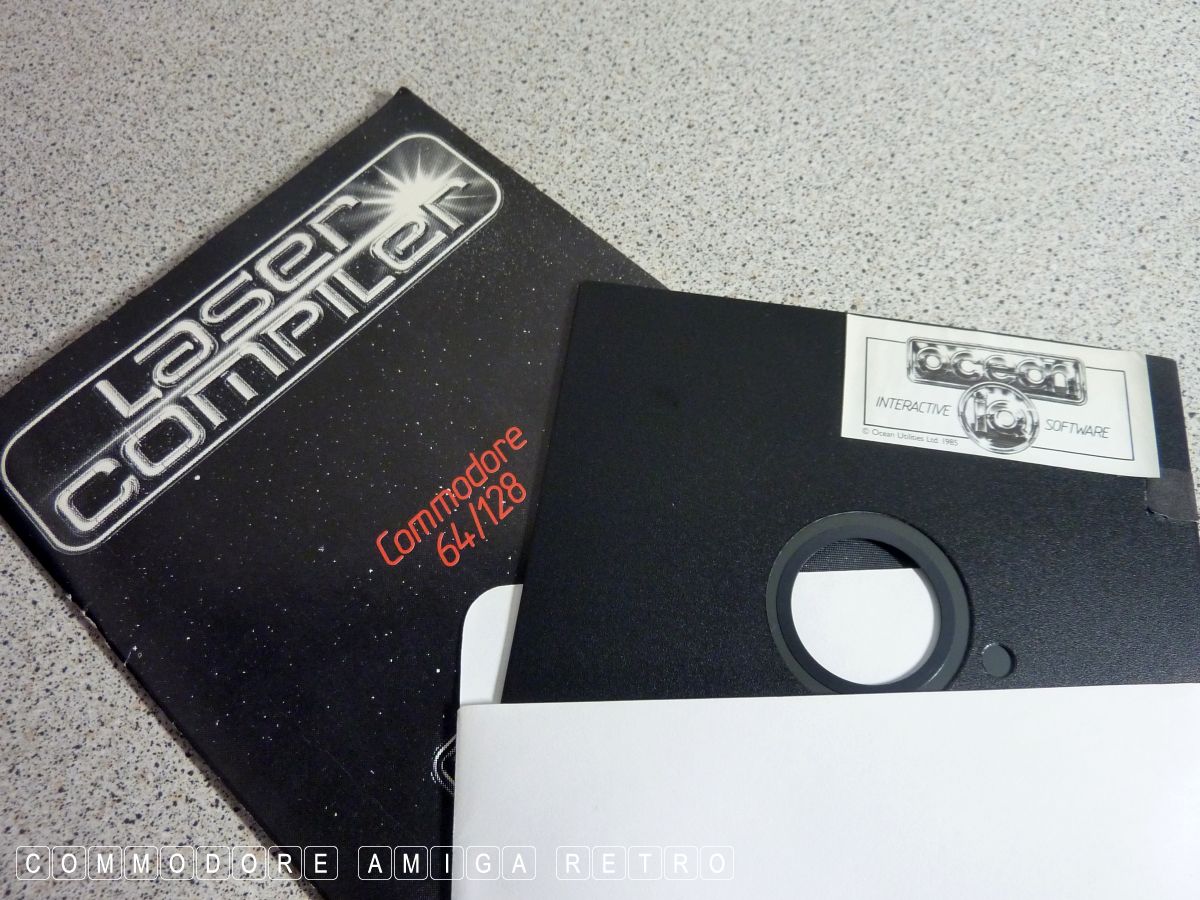 Laser
compiler
Commodore
64/128
ocean
INTERACTIVE
SOFTWARE
© Ocean Utilities Ltd. 1985
COMMODORE AMIGA RETRO